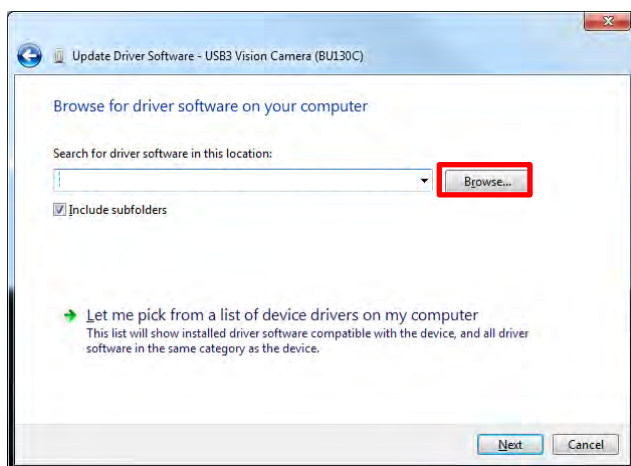 Update Driver Software - USB3 Vision Camera (BU130C)
Browse for driver software on your computer
Search for driver software in this location:
Browse...
Include subfolders
Let me pick from a list of device drivers on my computer
This list will show installed driver software compatible with the device, and all driver
software in the same category as the device.
Next Cancel